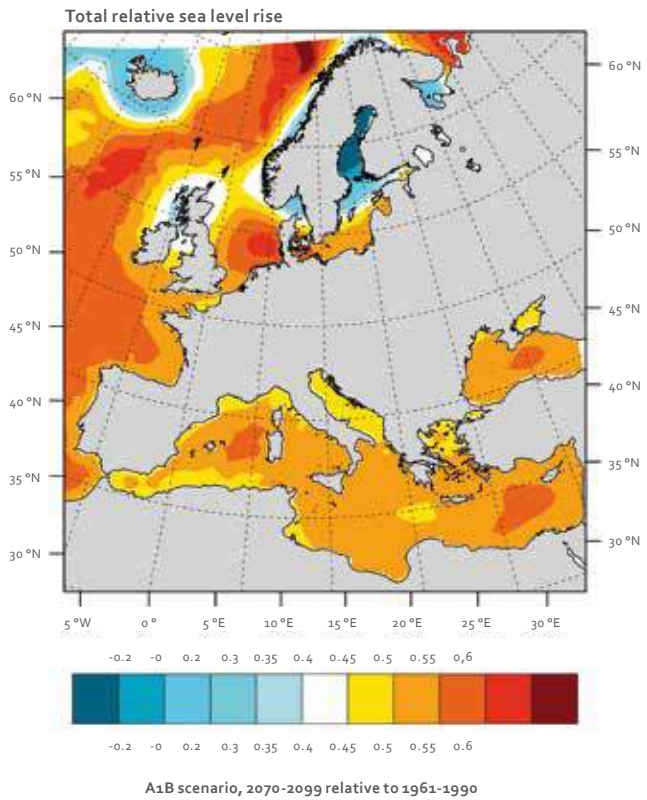 Total relative sea level rise
60 °N
60 °N
55 °N
55 °N
50 °N
50 °N
45 °N
45 °N
40 °N
40 °N
35 °N
35 °N
30 °N
30 °N
5 °W 0 ° 5 °E 10 °E 15 °E 20 °E 25 °E 30 °E
-0.2 -0 0.2 0.3 0.35 0.4 0.45 0.5 0.55 0,6
-0.2 -0 0.2 0.3 0.35 0.4 0.45 0.5 0.55 0.6
A1B scenario, 2070-2099 relative to 1961-1990